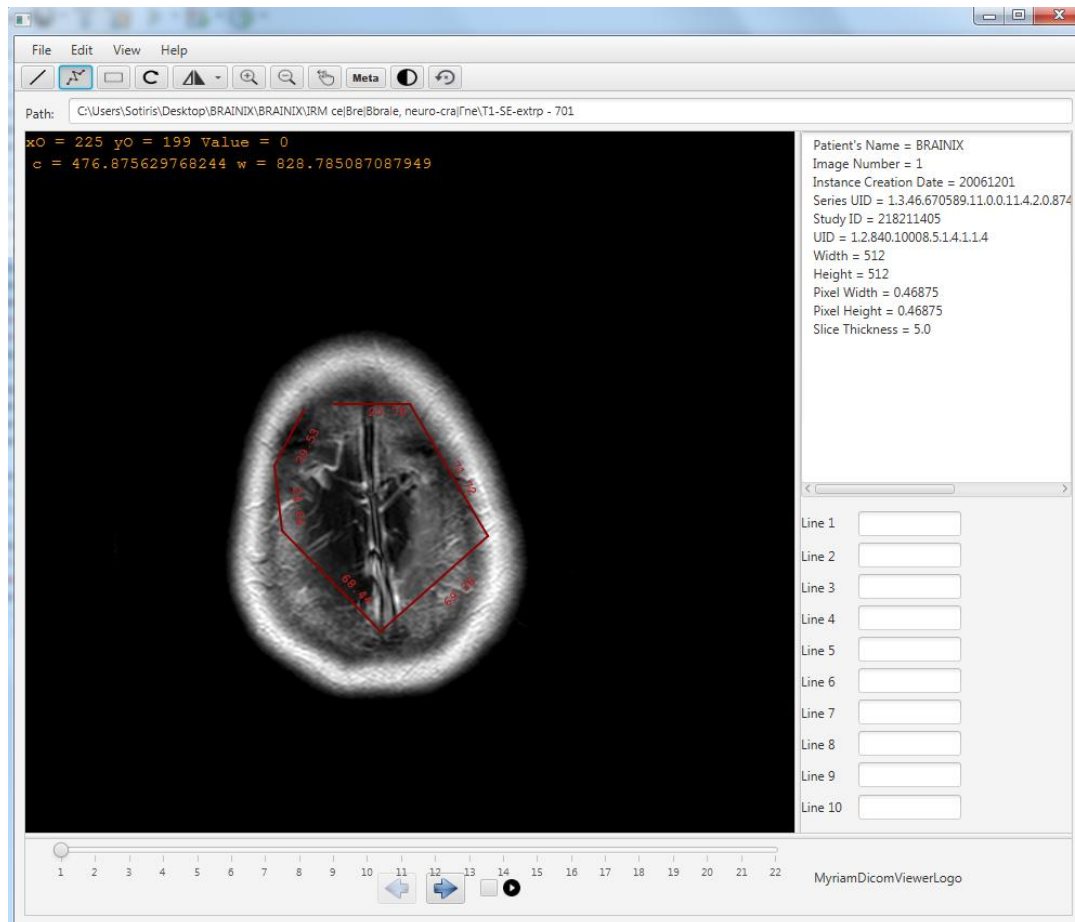 File Edit View Help
Meta
Path: C:\Users\Sotiris\Desktop\BRAINIX\BRAINIX\IRM ce|Bre|Bbrale, neuro-cra|Γne\T1-SE-extrp - 701
xO = 225 yO = 199 Value = 0
c = 476.875629768244 w = 828.785087087949
Patient's Name = BRAINIX
Image Number = 1
Instance Creation Date = 20061201
Series UID = 1.3.46.670589.11.0.0.11.4.2.0.874
Study ID = 218211405
UID = 1.2.840.10008.5.1.4.1.1.4
Width = 512
Height = 512
Pixel Width = 0.46875
Pixel Height = 0.46875
Slice Thickness = 5.0
Line 1
Line 2
Line 3
Line 4
Line 5
Line 6
Line 7
Line 8
Line 9
Line 10
1 2 3 4 5 6 7 8 9 10 11 12 13 14 15 16 17 18 19 20 21 22
MyriamDicomViewerLogo